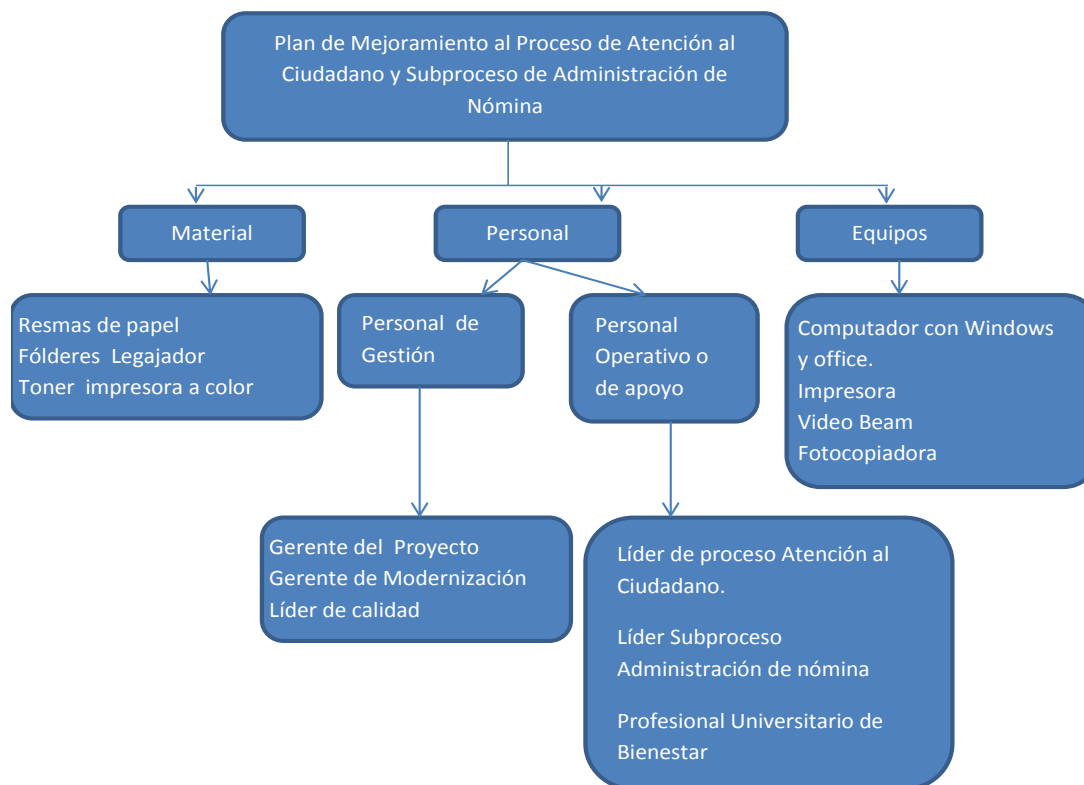 Plan de Mejoramiento al Proceso de Atención al
Ciudadano y Subproceso de Administración de
Nómina
Material
Personal
Equipos
Resmas de papel
Fólderes  Legajador
Toner  impresora a color
Personal  de
Gestión
Personal
Operativo o
de apoyo
Computador con Windows
y office.
Impresora
Video Beam
Fotocopiadora
Gerente del  Proyecto
Gerente de Modernización
Líder de calidad
Líder de proceso Atención al
Ciudadano.
Líder Subproceso
Administración de nómina
Profesional Universitario de
Bienestar